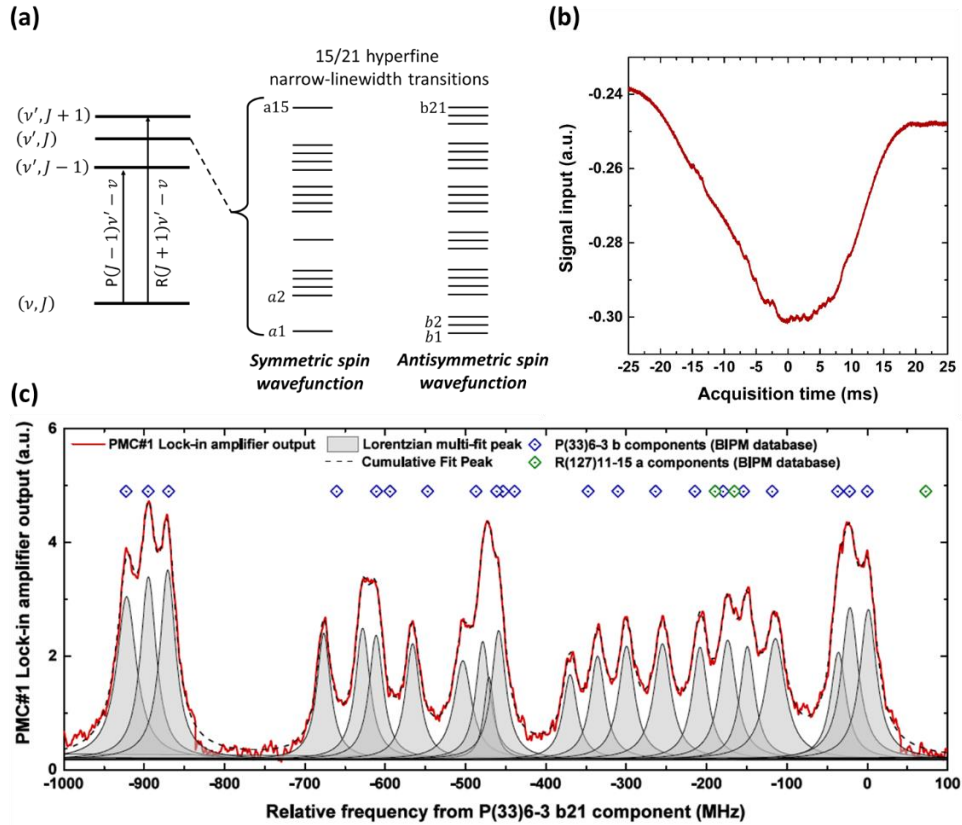 (a)
15/21 hyperfine
narrow-linewidth transitions
(ν′, J + 1)
(ν′, J)
(ν′, J − 1)
(ν, J)
P(J − 1)ν′ − ν
R(J + 1)ν′ − ν
a15
a2
a1
b21
b2
b1
Symmetric spin
wavefunction
Antisymmetric spin
wavefunction
(b)
Signal input (a.u.)
-0.24
-0.26
-0.28
-0.30
-25 -20 -15 -10 -5 0 5 10 15 20 25
Acquisition time (ms)
(c)
PMC#1 Lock-in amplifier output (a.u.)
6
4
2
0
PMC#1 Lock-in amplifier output
Lorentzian multi-fit peak
Cumulative Fit Peak
P(33)6-3 b components (BIPM database)
R(127)11-15 a components (BIPM database)
-1000 -900 -800 -700 -600 -500 -400 -300 -200 -100 0 100
Relative frequency from P(33)6-3 b21 component (MHz)